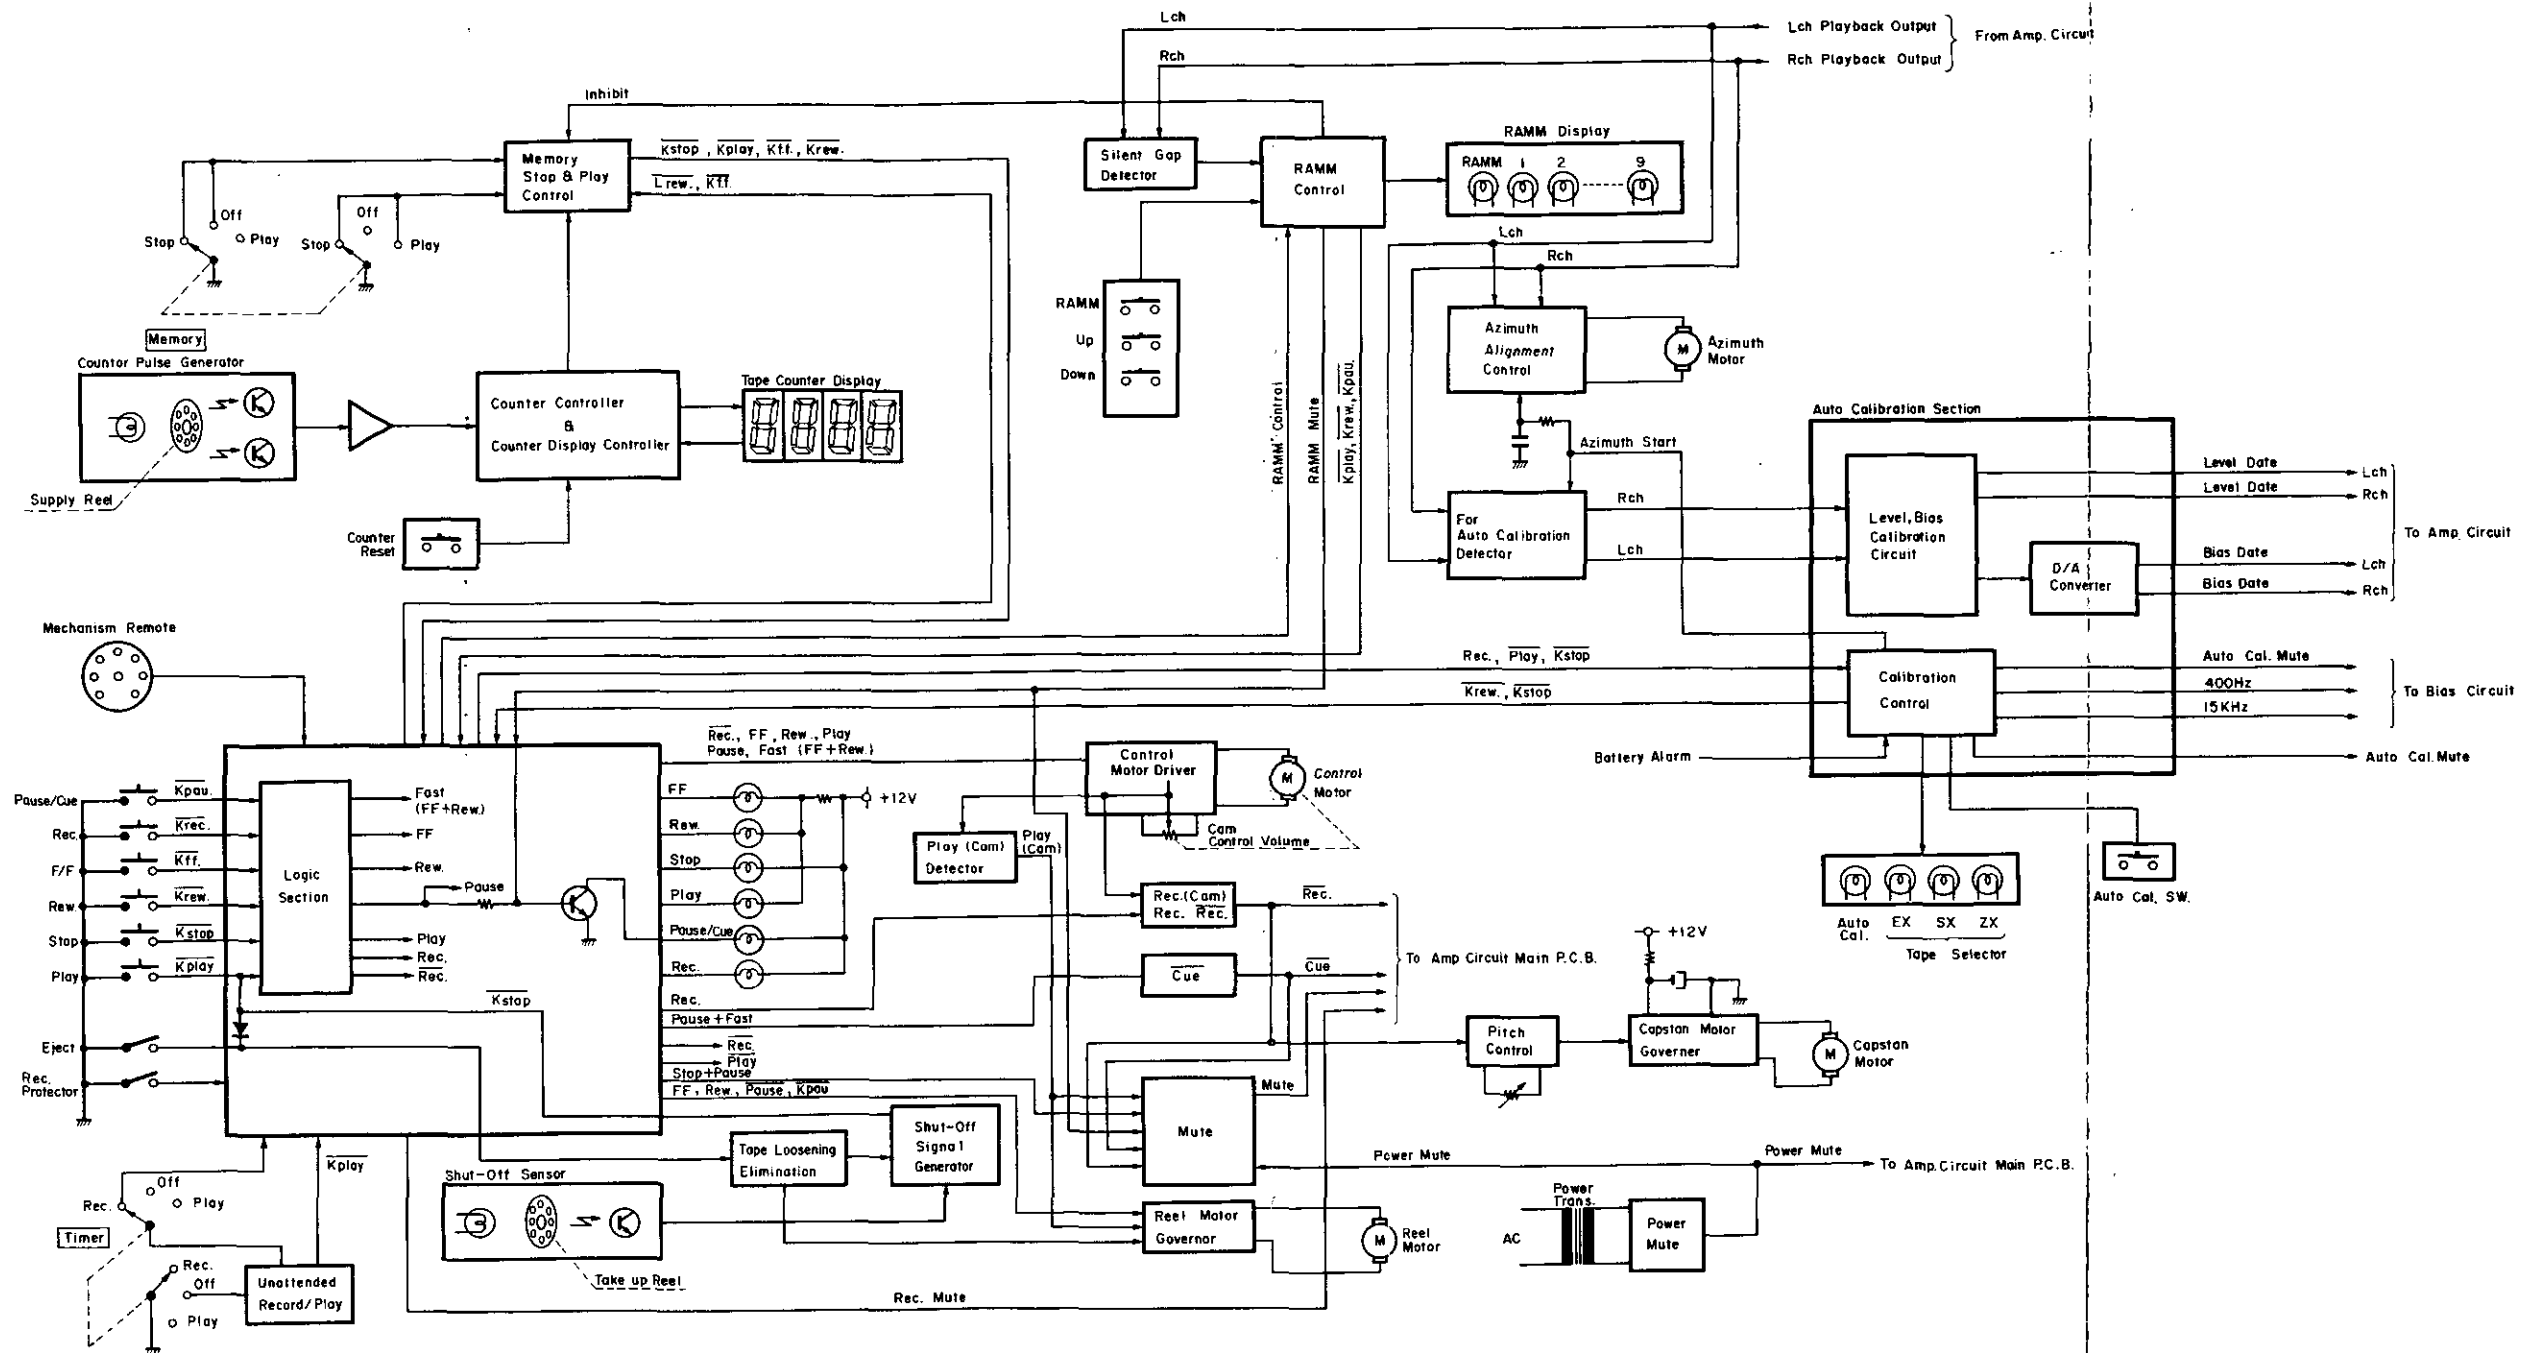 Lch
Lch Playback Output
From Amp. Circuit
Rch
Rch Playback Output
Inhibit
Memory
Stop & Play
Control
Kstop , Kplay, Kf.f. , Krew.
Lrew., Kf.f.
Off
Stop
Play
Off
Stop
Play
Memory
Silent Gap
Detector
RAMM
Control
RAMM Display
RAMM 1 2 9
Lch
Rch
RAMM
Up
Down
RAMM Control
RAMM Mute
Kplay, Krew., Kpau.
Azimuth
Alignment
Control
M
Azimuth
Motor
Azimuth Start
Countor Pulse Generator
Supply Reel
Counter Controller
&
Counter Display Controller
Tape Counter Display
Counter
Reset
For
Auto Calibration
Detector
Rch
Lch
Auto Calibration Section
Level, Bias
Calibration
Circuit
D/A
Converter
Level Date
Lch
Level Date
Rch
To Amp. Circuit
Bias Date
Lch
Bias Date
Rch
Rec., Play, Kstop
Krew., Kstop
Calibration
Control
Auto Cal. Mute
400Hz
15KHz
To Bias Circuit
Battery Alarm
Auto Cal. Mute
Auto
Cal.
EX SX ZX
Tape Selector
Auto Cal, SW.
Mechanism Remote
Pause/Cue
Kpau.
Rec.
Krec.
F/F
Kff.
Rew.
Krew.
Stop
Kstop
Play
Kplay
Eject
Rec.
Protector
Logic
Section
Fast
(FF+Rew.)
FF
Rew.
Pause
Play
Rec.
Rec.
Kstop
Rec., FF , Rew., Play
Pause, Fast (FF+Rew.)
FF
Rew.
Stop
Play
Pause/Cue
Rec.
+12V
Rec.
Pause + Fast
Rec.
Play
Stop+Pause
FF, Rew., Pause, Kpau
Control
Motor Driver
M
Control
Motor
Cam
Control Volume
Play (Cam)
Detector
Play
(Cam)
Rec.(Cam)
Rec. Rec.
Rec.
Cue
Cue
To Amp Circuit Main P.C.B.
Mute
Mute
+12V
Pitch
Control
Capstan Motor
Governer
M
Capstan
Motor
Power Mute
Power Mute
To Amp. Circuit Main P.C.B.
Power
Trans.
AC
Power
Mute
Reel Motor
Governor
M
Reel
Motor
Tape Loosening
Elimination
Shut-Off
Signal
Generator
Shut-Off Sensor
Take up Reel
Rec. Mute
Kplay
Off
Rec.
Play
Timer
Rec.
Off
Play
Unattended
Record/Play